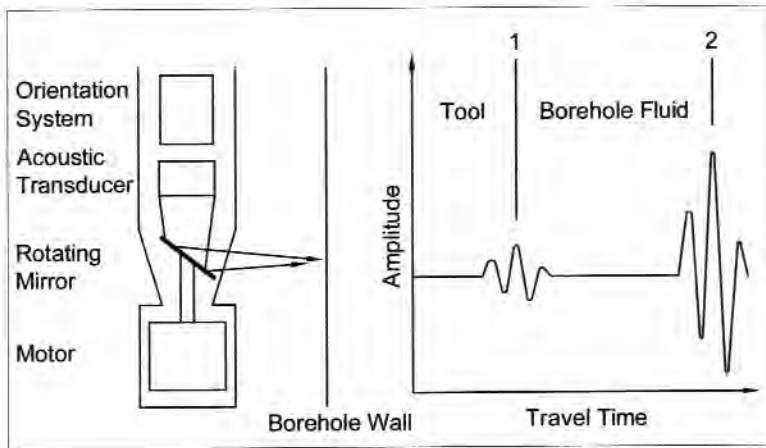 Orientation
System
Acoustic
Transducer
Rotating
Mirror
Motor
Borehole Wall
1
2
Tool
Borehole Fluid
Amplitude
Travel Time